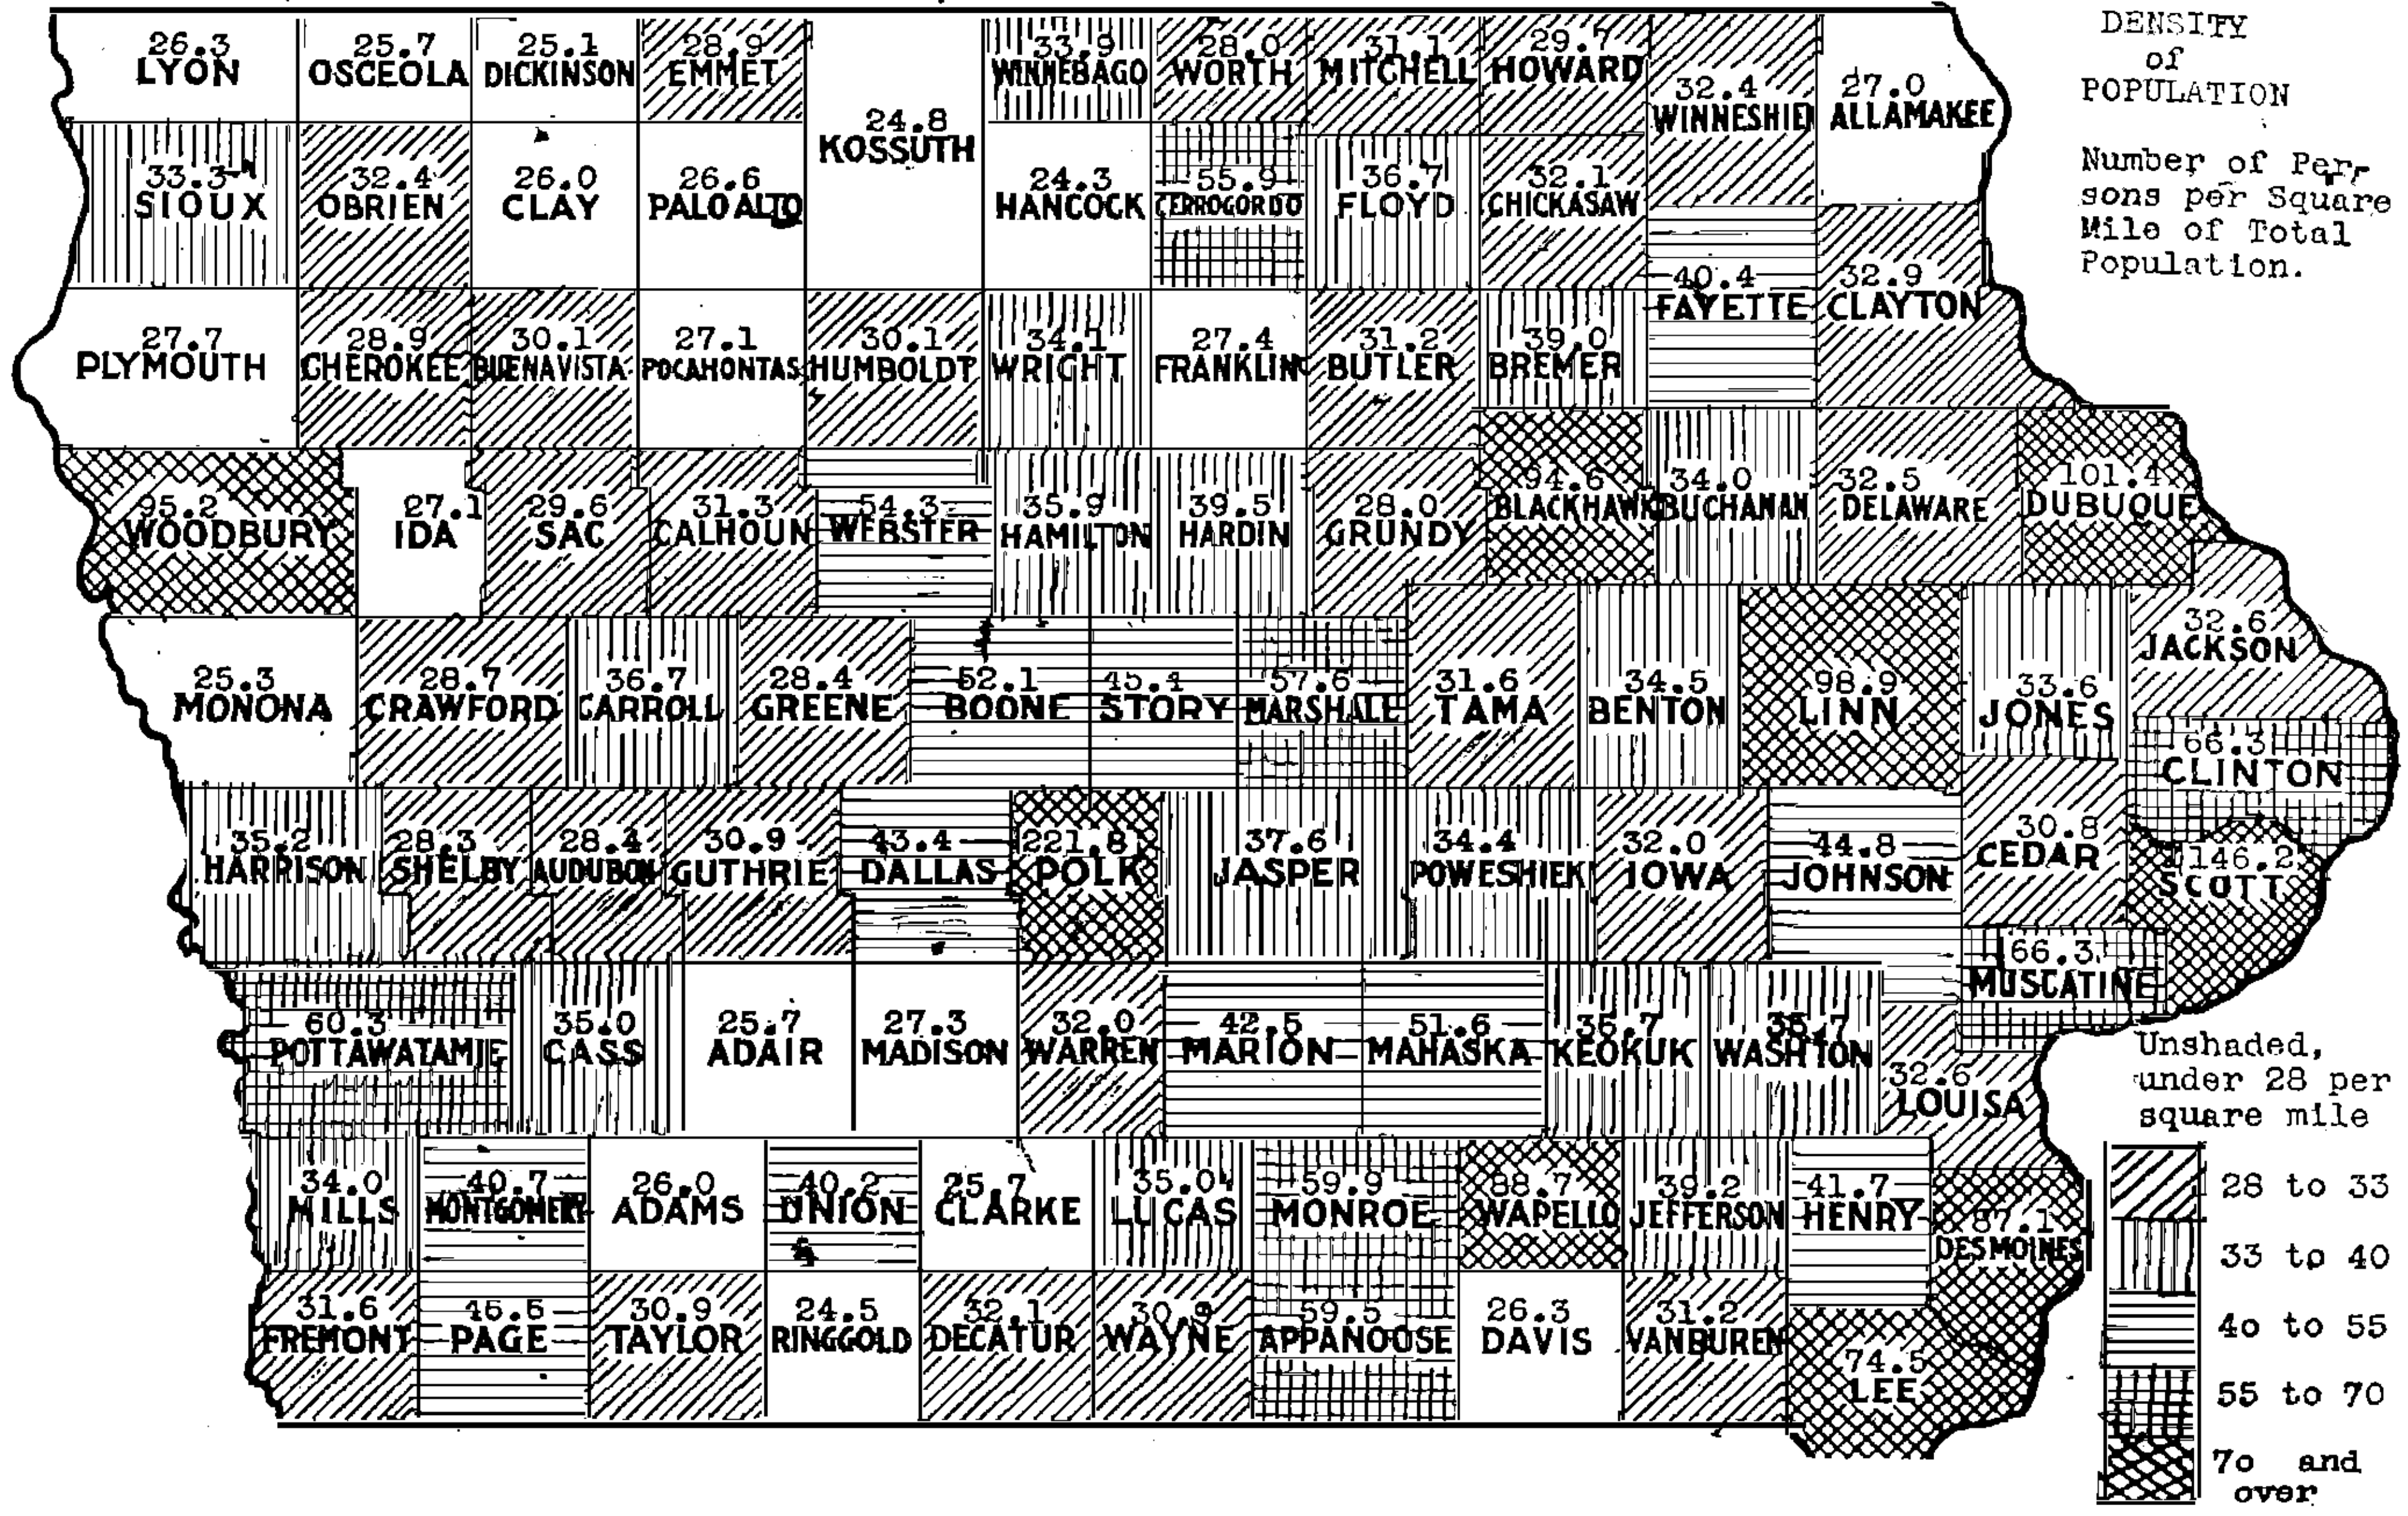 DENSITY
of
POPULATION
Number of Per-
sons per Square
Mile of Total
Population.
26.3
LYON
25.7
OSCEOLA
25.1
DICKINSON
28.9
EMMET
24.8
KOSSUTH
33.9
WINNEBAGO
28.0
WORTH
31.1
MITCHELL
29.7
HOWARD
32.4
WINNESHIEK
27.0
ALLAMAKEE
33.3
SIOUX
32.4
OBRIEN
26.0
CLAY
26.6
PALO ALTO
24.3
HANCOCK
55.9
CERROGORDO
36.7
FLOYD
32.1
CHICKASAW
40.4
FAYETTE
32.9
CLAYTON
27.7
PLYMOUTH
28.9
CHEROKEE
30.1
BUENAVISTA
27.1
POCAHONTAS
30.1
HUMBOLDT
34.1
WRIGHT
27.4
FRANKLIN
31.2
BUTLER
39.0
BREMER
95.2
WOODBURY
27.1
IDA
29.6
SAC
31.3
CALHOUN
54.3
WEBSTER
35.9
HAMILTON
39.5
HARDIN
28.0
GRUNDY
94.6
BLACKHAWK
34.0
BUCHANAN
32.5
DELAWARE
101.4
DUBUQUE
25.3
MONONA
28.7
CRAWFORD
36.7
CARROLL
28.4
GREENE
52.1
BOONE
45.4
STORY
57.6
MARSHALL
31.6
TAMA
34.5
BENTON
98.9
LINN
33.6
JONES
32.6
JACKSON
66.3
CLINTON
35.2
HARRISON
28.3
SHELBY
28.4
AUDUBON
30.9
GUTHRIE
43.4
DALLAS
221.8
POLK
37.6
JASPER
34.4
POWESHIEK
32.0
IOWA
44.8
JOHNSON
30.8
CEDAR
146.2
SCOTT
66.3
MUSCATINE
60.3
POTTAWATAMIE
35.0
CASS
25.7
ADAIR
27.3
MADISON
32.0
WARREN
42.5
MARION
51.6
MAHASKA
36.7
KEOKUK
WASHTON
32.6
LOUISA
34.0
MILLS
40.7
MONTGOMERY
26.0
ADAMS
40.2
UNION
25.7
CLARKE
35.0
LUCAS
59.9
MONROE
88.7
WAPELLO
39.2
JEFFERSON
41.7
HENRY
87.1
DESMOINES
31.6
FREMONT
45.5
PAGE
30.9
TAYLOR
24.5
RINGGOLD
32.1
DECATUR
30.9
WAYNE
59.5
APPANOOSE
26.3
DAVIS
31.2
VANBUREN
74.5
LEE
Unshaded,
under 28 per
square mile
28 to 33
33 to 40
4o to 55
55 to 70
7o and
over